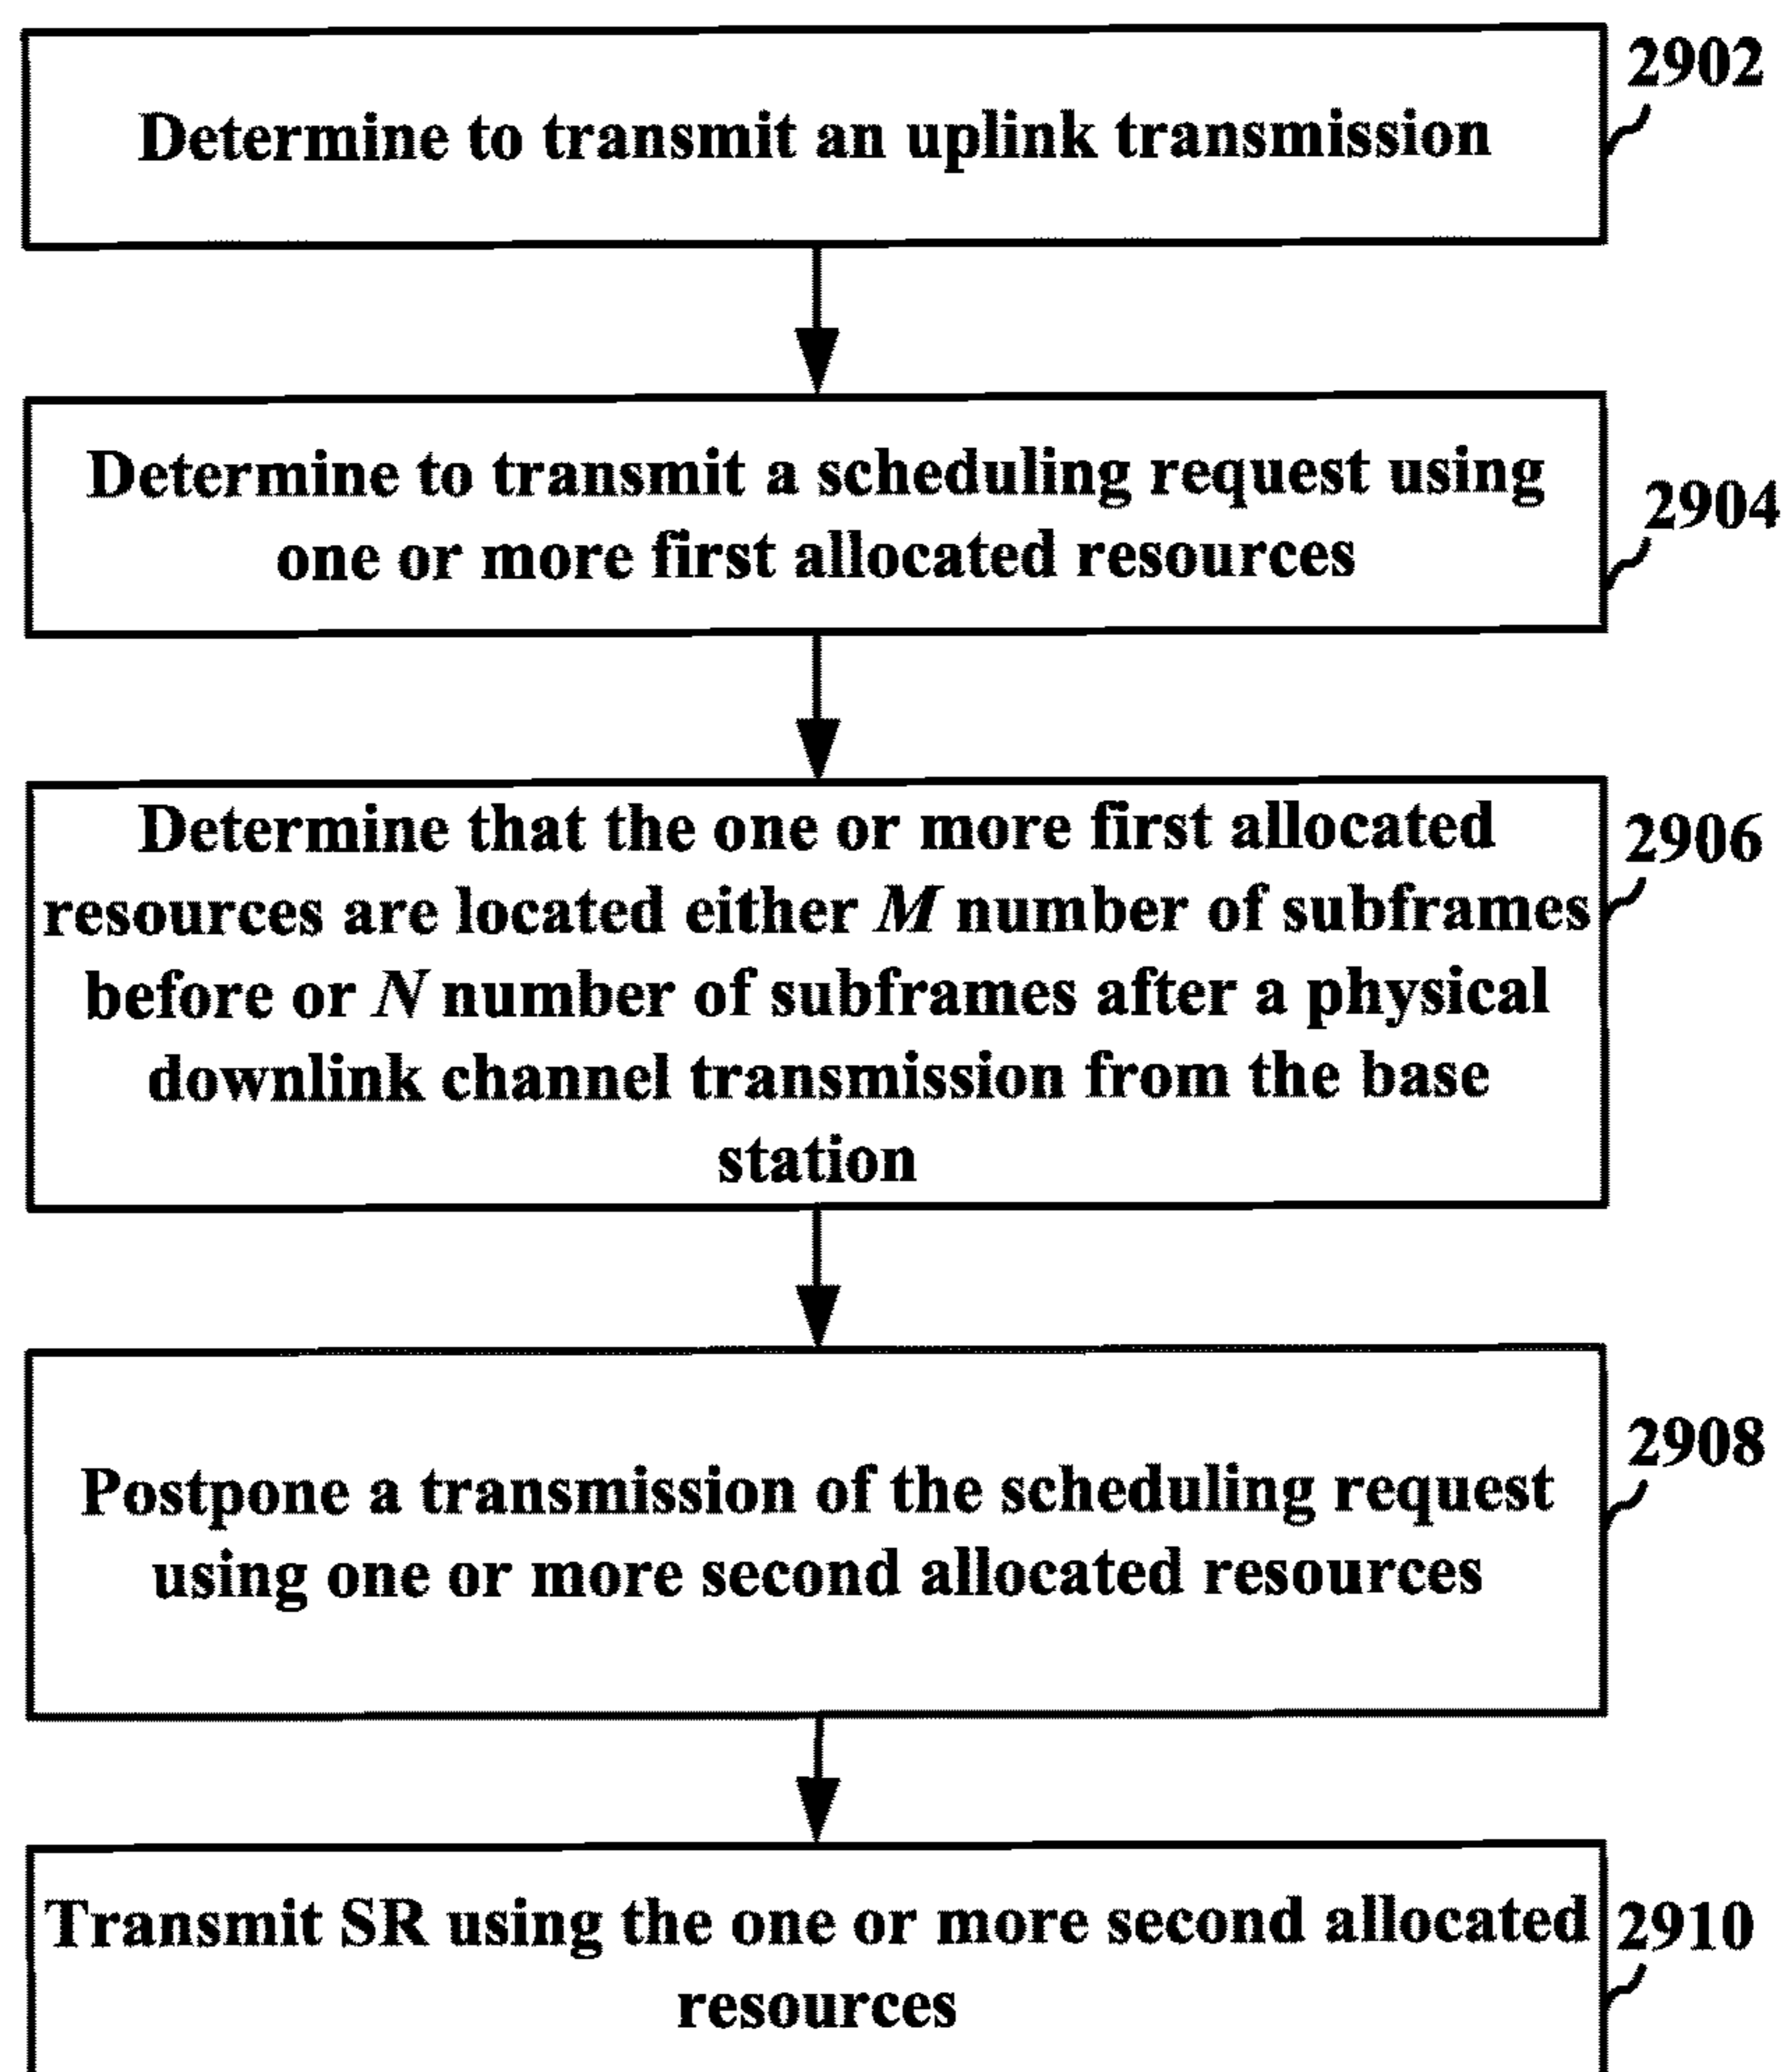 2902
Determine to transmit an uplink transmission
Determine to transmit a scheduling request using
2904
one or more first allocated resources
Determine that the one or more first allocated
2906
resources are located either M number of subframes
before or N number of subframes after a physical
downlink channel transmission from the base
station
2908
Postpone a transmission of the scheduling request
using one or more second allocated resources
Transmit SR using the one or more second allocated
2910
resources